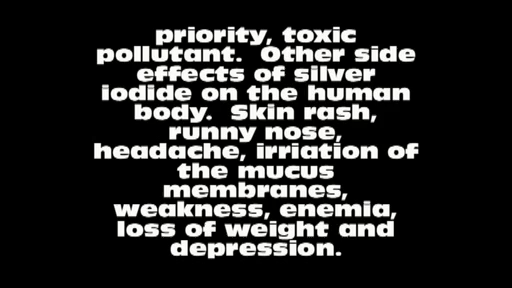 priority, toxic
pollutant.  Other side
effects of silver
iodide on the human
body.  Skin rash,
runny nose,
headache, irriation of
the mucus
membranes,
weakness, enemia,
loss of weight and
depression.